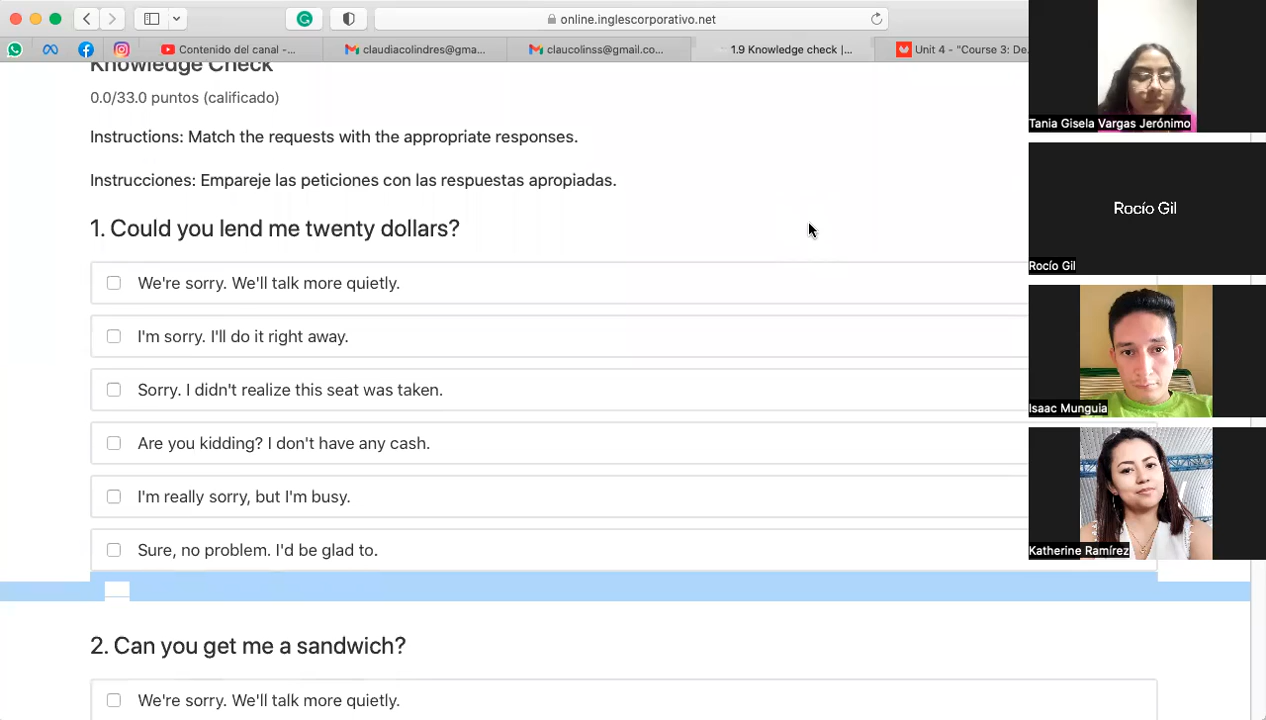 online.inglescorporativo.net
Contenido del canal -...
claudiacolindres@gma...
claucolinss@gmail.co...
1.9 Knowledge check |...
Unit 4 - "Course 3: De
Knowledge Check
0.0/33.0 puntos (calificado)
Instructions: Match the requests with the appropriate responses.
Instrucciones: Empareje las peticiones con las respuestas apropiadas.
1. Could you lend me twenty dollars?
We're sorry. We'll talk more quietly.
I'm sorry. I'll do it right away.
Sorry. I didn't realize this seat was taken.
Are you kidding? I don't have any cash.
I'm really sorry, but I'm busy.
Sure, no problem. I'd be glad to.
2. Can you get me a sandwich?
We're sorry. We'll talk more quietly.
Tania Gisela Vargas Jerónimo
Rocío Gil
Rocío Gil
Isaac Munguia
Katherine Ramírez